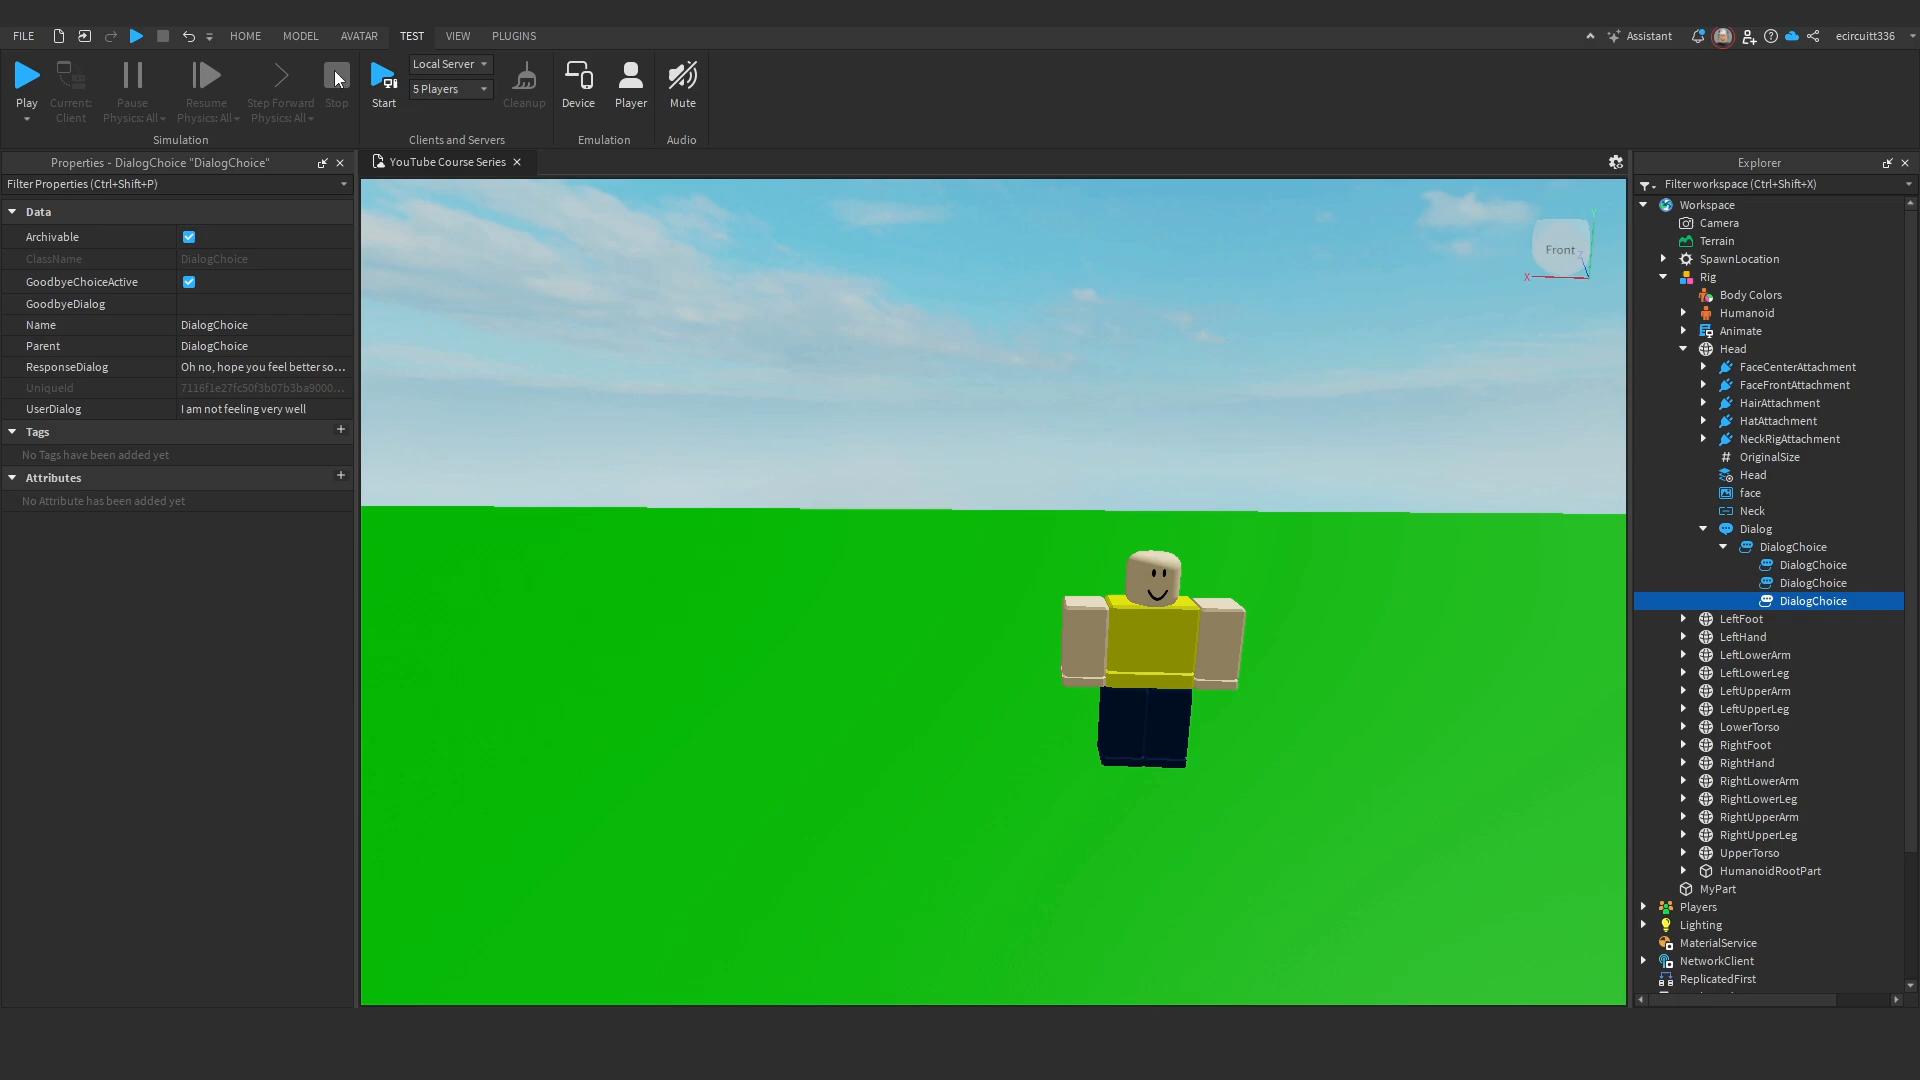 FILE HOME MODEL AVATAR TEST VIEW PLUGINS Assistant ecircuitt336
Local Server
5 Players
Play Current: Client Pause Physics: All Resume Physics: All Step Forward Physics: All Stop Start Cleanup Device Player Mute
Simulation Clients and Servers Emulation Audio
Properties - DialogChoice "DialogChoice"
Filter Properties (Ctrl+Shift+P)
Data
Archivable
ClassName DialogChoice
GoodbyeChoiceActive
GoodbyeDialog
Name DialogChoice
Parent DialogChoice
ResponseDialog Oh no, hope you feel better so...
UniqueId 7116f1e27fc50f3b07b3ba9000...
UserDialog I am not feeling very well
Tags
No Tags have been added yet
Attributes
No Attribute has been added yet
YouTube Course Series
Front
X
Y
Z
Explorer
Filter workspace (Ctrl+Shift+X)
Workspace
Camera
Terrain
SpawnLocation
Rig
Body Colors
Humanoid
Animate
Head
FaceCenterAttachment
FaceFrontAttachment
HairAttachment
HatAttachment
NeckRigAttachment
OriginalSize
Head
face
Neck
Dialog
DialogChoice
DialogChoice
DialogChoice
DialogChoice
LeftFoot
LeftHand
LeftLowerArm
LeftLowerLeg
LeftUpperArm
LeftUpperLeg
LowerTorso
RightFoot
RightHand
RightLowerArm
RightLowerLeg
RightUpperArm
RightUpperLeg
UpperTorso
HumanoidRootPart
MyPart
Players
Lighting
MaterialService
NetworkClient
ReplicatedFirst